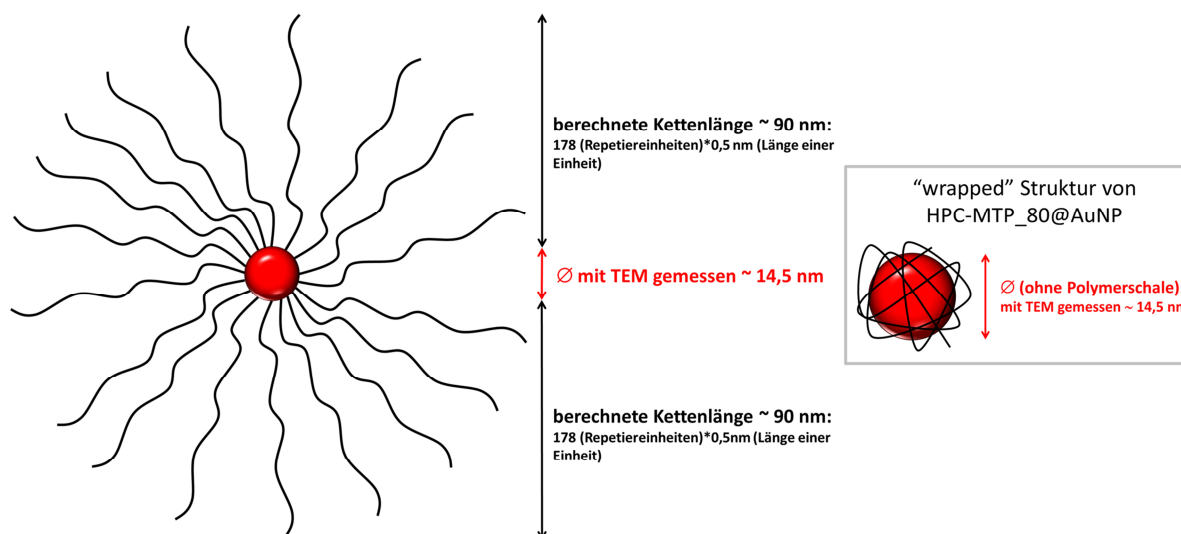 berechnete Kettenlänge ~ 90 nm:
178 (Repetiereinheiten)*0,5 nm (Länge einer
Einheit)
∅ mit TEM gemessen ~ 14,5 nm
berechnete Kettenlänge ~ 90 nm:
178 (Repetiereinheiten)*0,5nm (Länge einer
Einheit)
“wrapped” Struktur von
HPC-MTP_80@AuNP
∅ (ohne Polymerschale)
mit TEM gemessen ~ 14,5 n